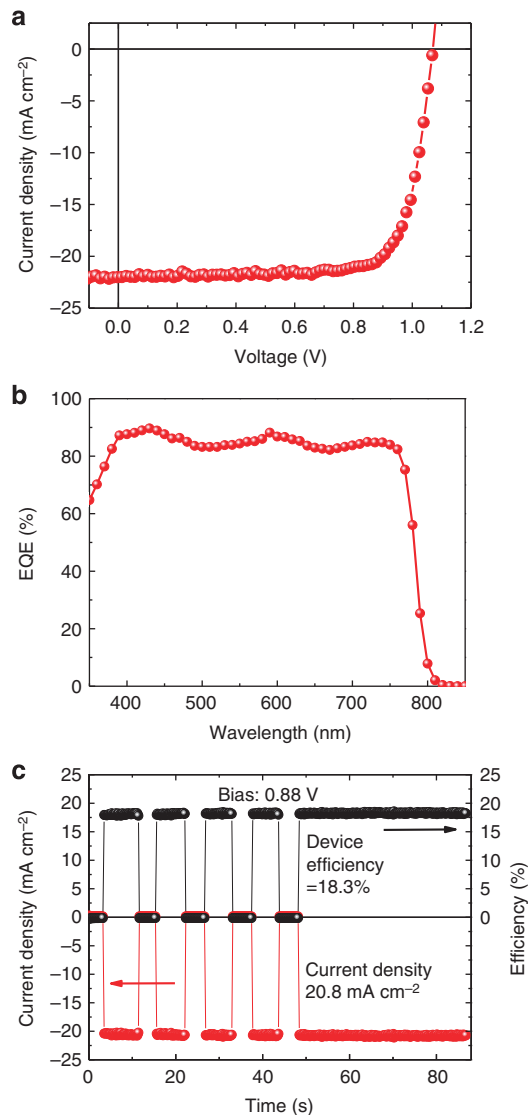 a
0
−5
−10
−15
−20
−25
Current density (mA cm−2)
0.0 0.2 0.4 0.6 0.8 1.0 1.2
Voltage (V)
b
100
80
60
40
20
0
EQE (%)
400 500 600 700 800
Wavelength (nm)
c
25 25
20 20
15 15
10 10
5 5
0 0
−5
−10
−15
−20
−25
Current density (mA cm−2)
Efficiency (%)
Bias: 0.88 V
Device
efficiency
=18.3%
Current density
20.8 mA cm−2
0 20 40 60 80
Time (s)